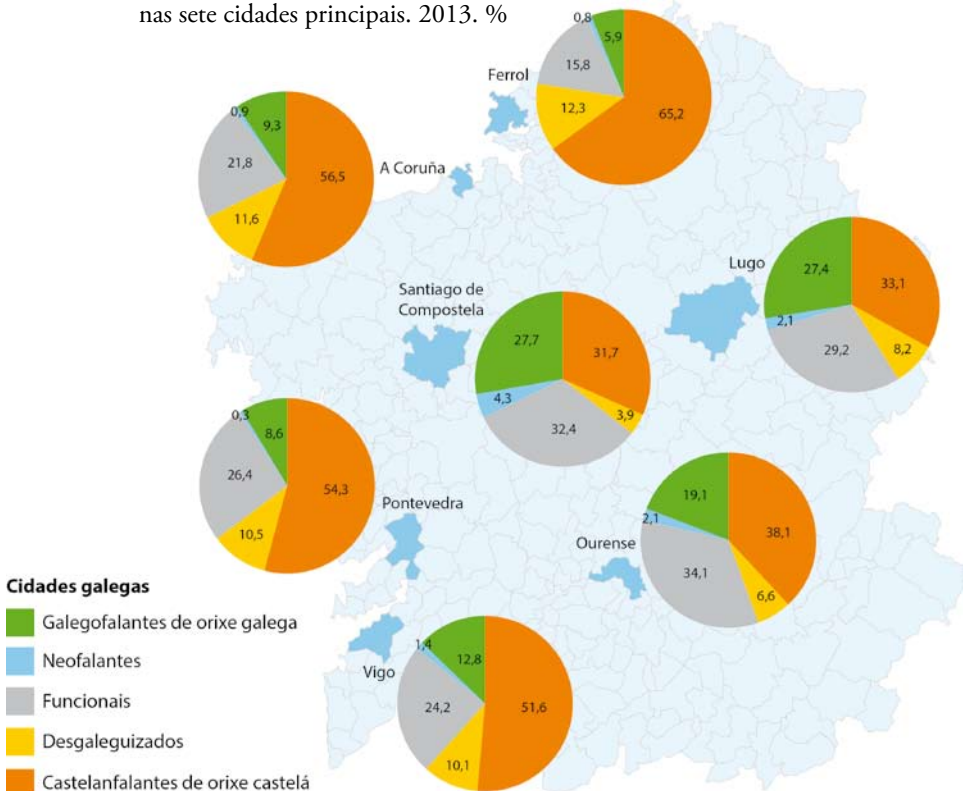 nas sete cidades principais. 2013. %
Ferrol
0,8
5,9
15,8
12,3
65,2
A Coruña
0,9
9,3
21,8
11,6
56,5
Lugo
27,4
33,1
2,1
29,2
8,2
Santiago de
Compostela
27,7
31,7
4,3
32,4
3,9
Pontevedra
0,3
8,6
26,4
10,5
54,3
Ourense
19,1
38,1
2,1
34,1
6,6
Vigo
1,4
12,8
24,2
10,1
51,6
Cidades galegas
Galegofalantes de orixe galega
Neofalantes
Funcionais
Desgaleguizados
Castelanfalantes de orixe castelá